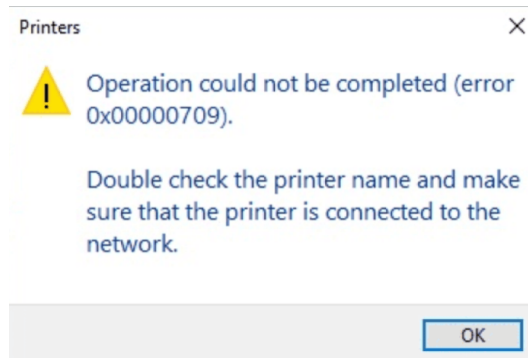 Printers
Operation could not be completed (error
0x00000709).
Double check the printer name and make
sure that the printer is connected to the
network.
OK